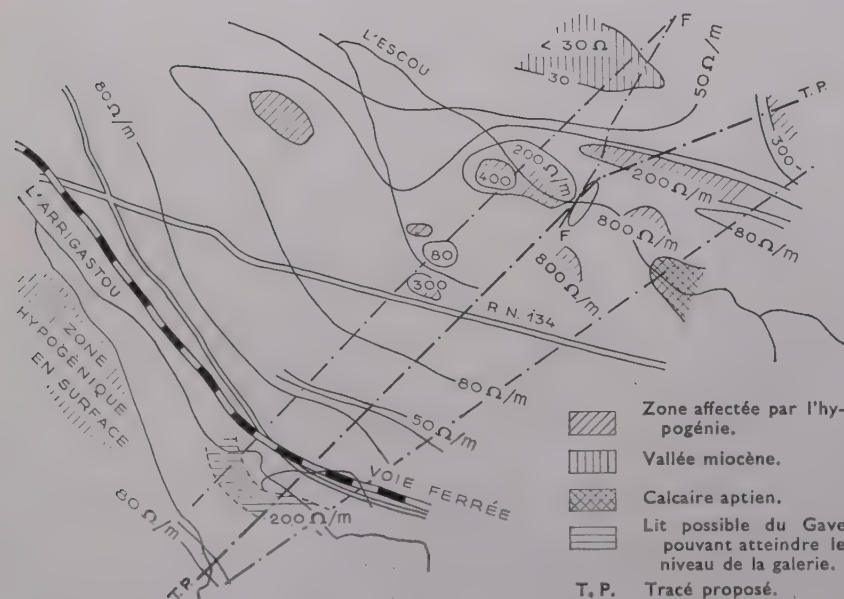 L'ESCOU
< 30 Ω
30
F
50 Ω/m
T. P.
300
80 Ω/m
200 Ω/m
400
200 Ω/m
800 Ω/m
80 Ω/m
F
800 Ω/m
80
300
R N. 134
L'ARRIGASTOU
ZONE
HYPOGÉNIQUE
EN SURFACE
80 Ω/m
50 Ω/m
VOIE FERRÉE
200 Ω/m
80 Ω/m
T.P.
Zone affectée par l'hy-
pogénie.
Vallée miocène.
Calcaire aptien.
Lit possible du Gave
pouvant atteindre le
niveau de la galerie.
T. P. Tracé proposé.